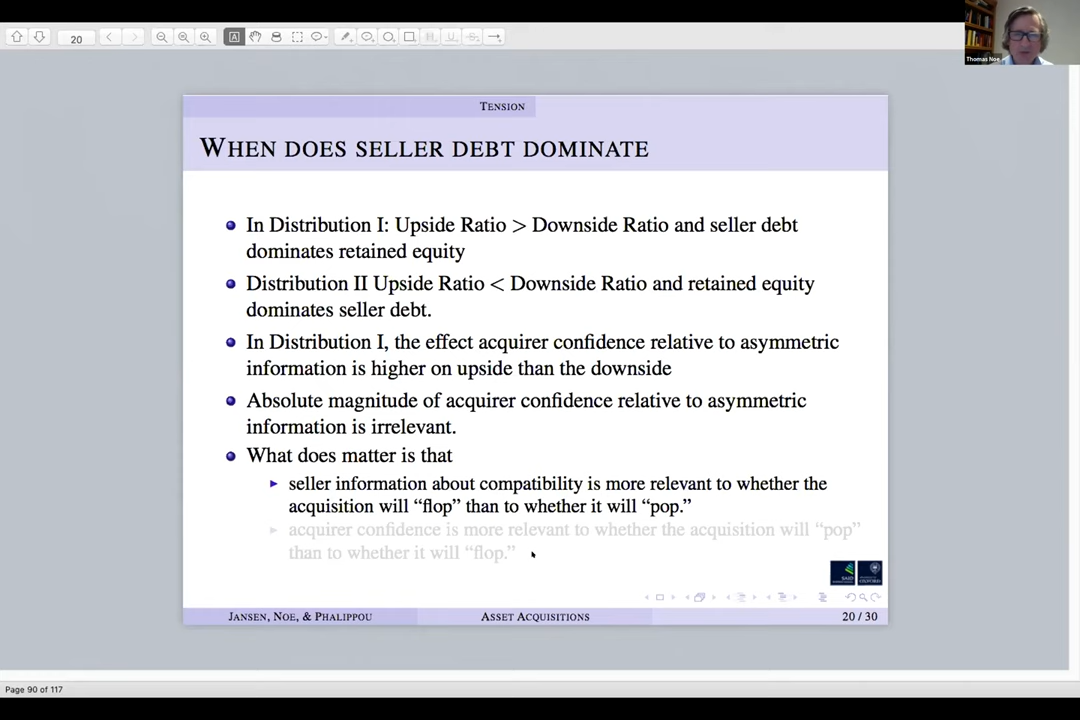 20
Thomas Noe
TENSION
WHEN DOES SELLER DEBT DOMINATE
In Distribution I: Upside Ratio > Downside Ratio and seller debt
dominates retained equity
Distribution II Upside Ratio < Downside Ratio and retained equity
dominates seller debt.
In Distribution I, the effect acquirer confidence relative to asymmetric
information is higher on upside than the downside
Absolute magnitude of acquirer confidence relative to asymmetric
information is irrelevant.
What does matter is that
seller information about compatibility is more relevant to whether the
acquisition will “flop” than to whether it will “pop.”
acquirer confidence is more relevant to whether the acquisition will “pop”
than to whether it will “flop.”
JANSEN, NOE, & PHALIPPOU
ASSET ACQUISITIONS
20 / 30
Page 90 of 117